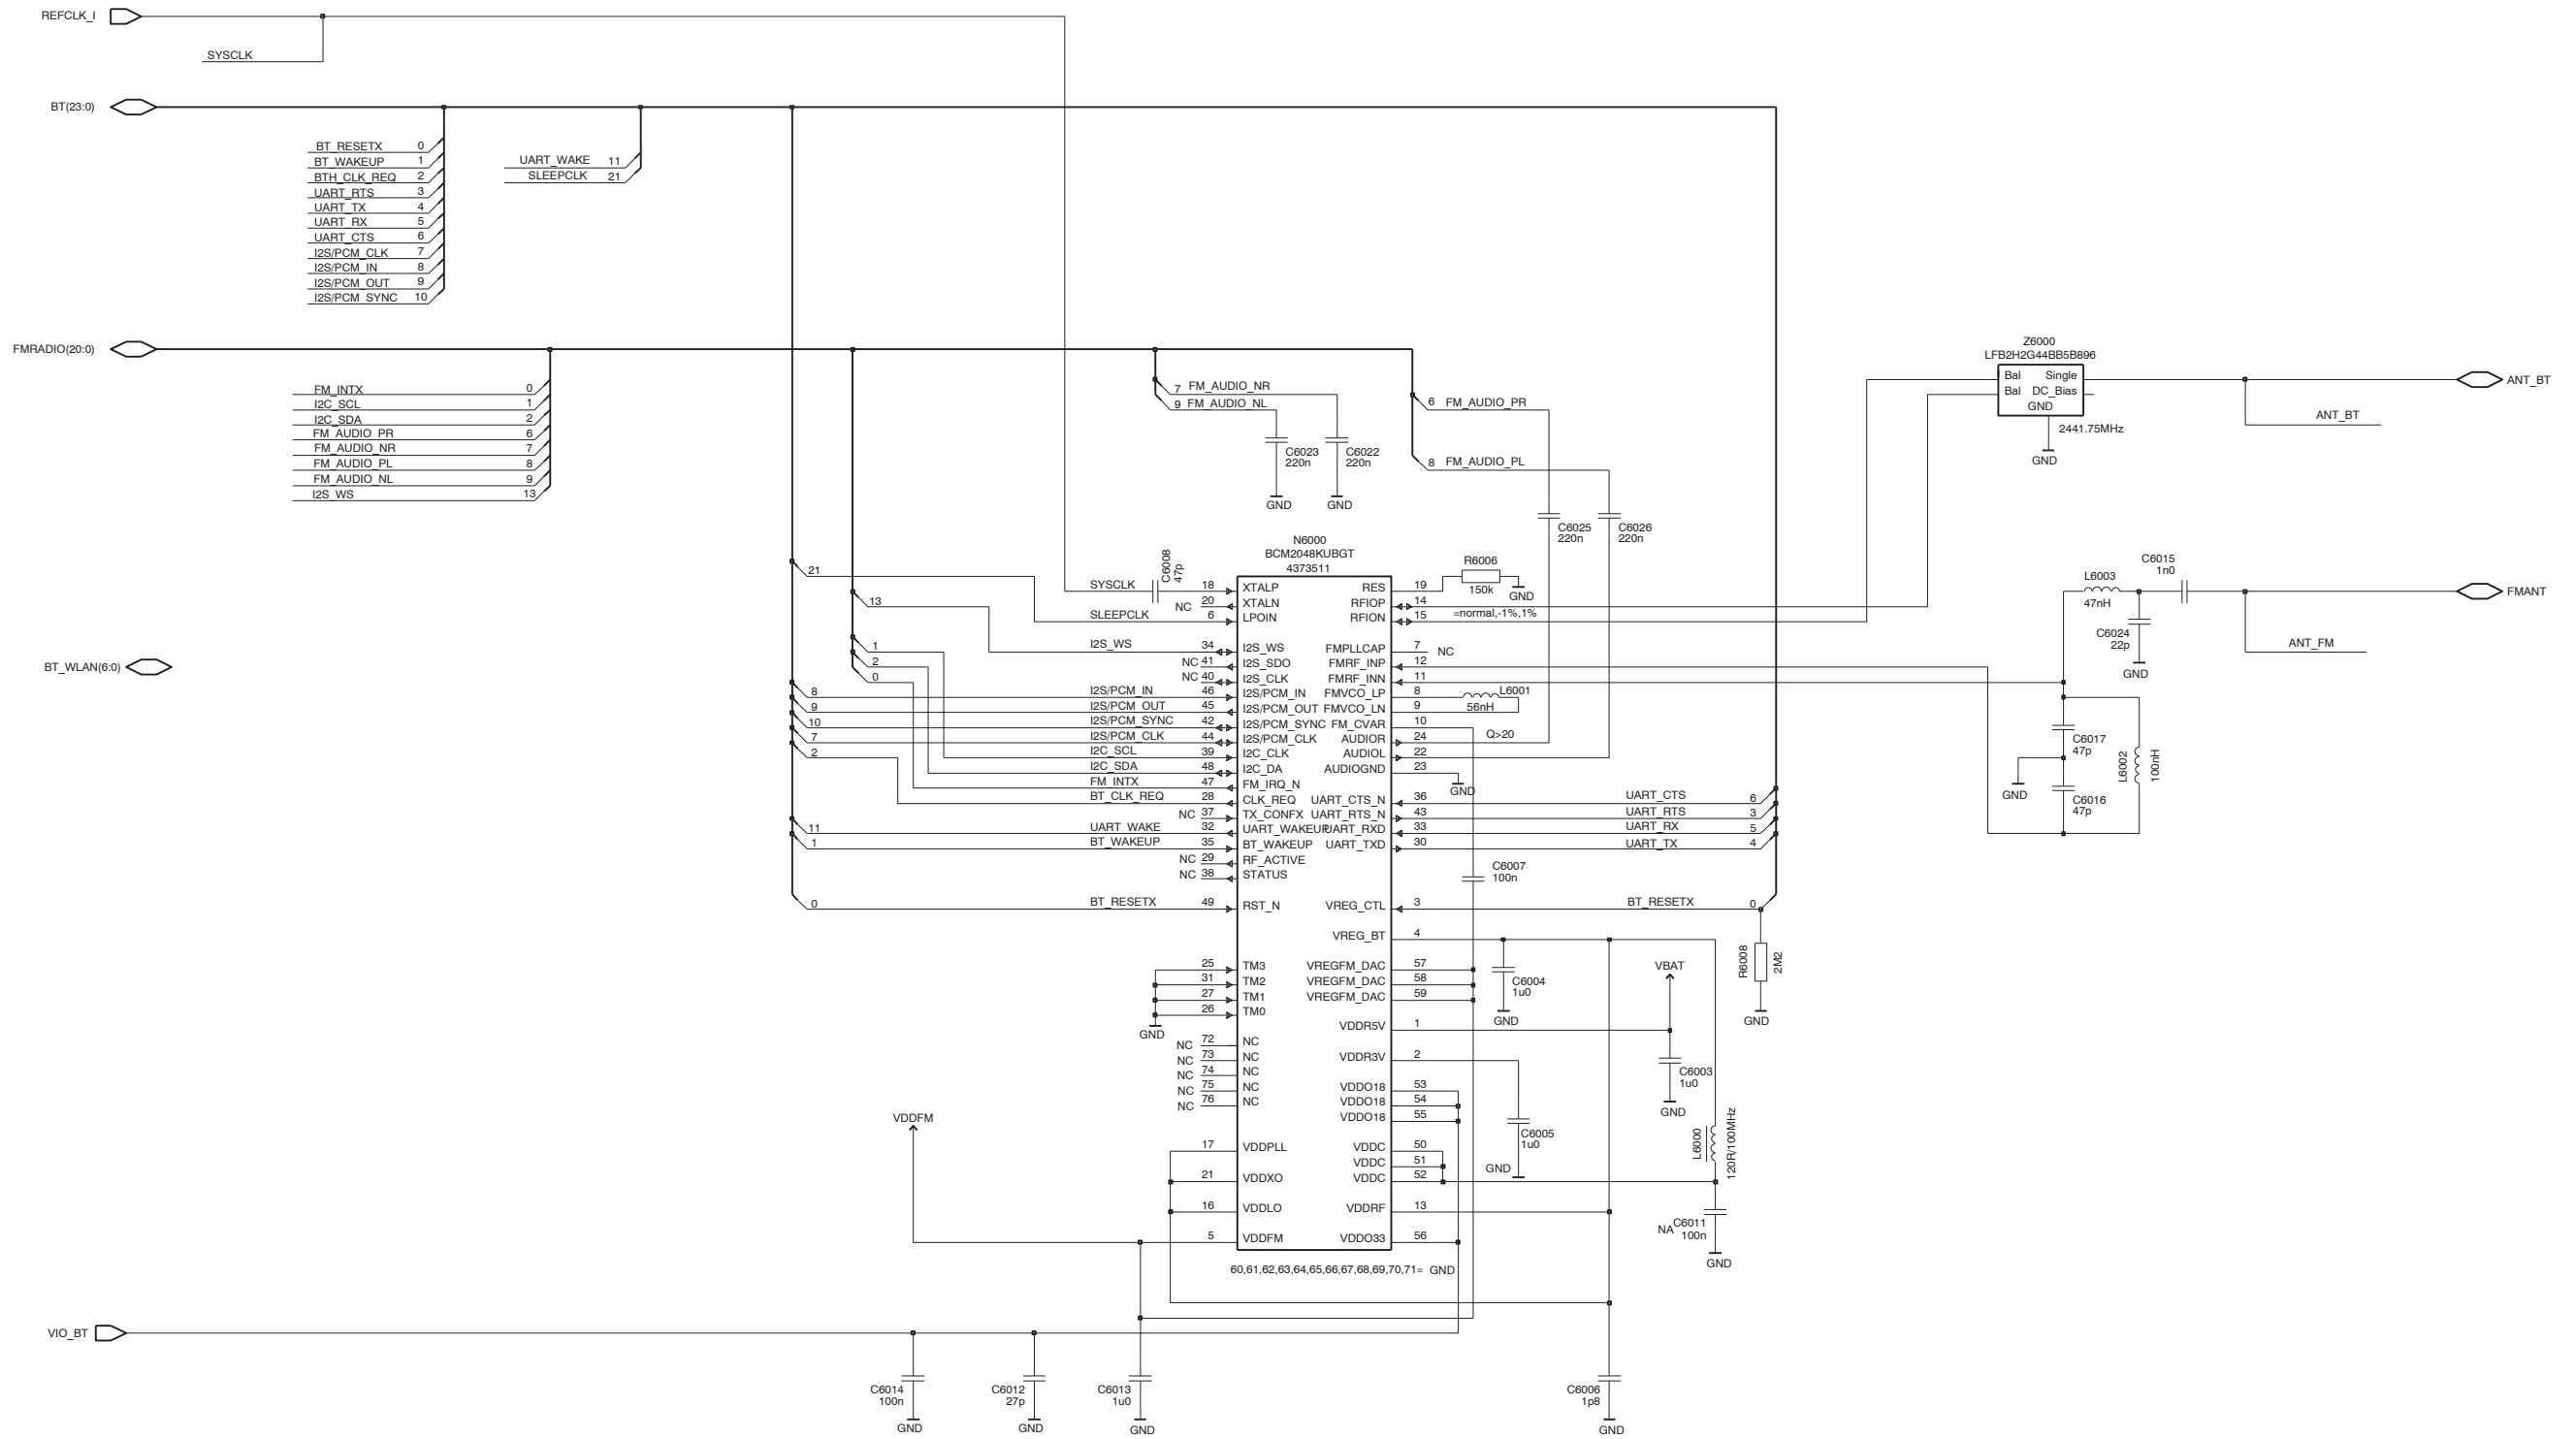 REFCLK_I
SYSCLK
BT(23:0)
BT_RESETX 0
BT_WAKEUP 1
BTH_CLK_REQ 2
UART_RTS 3
UART_TX 4
UART_RX 5
UART_CTS 6
I2S/PCM_CLK 7
I2S/PCM_IN 8
I2S/PCM_OUT 9
I2S/PCM_SYNC 10
UART_WAKE 11
SLEEPCLK 21
FMRADIO(20:0)
FM_INTX 0
I2C_SCL 1
I2C_SDA 2
FM_AUDIO_PR 6
FM_AUDIO_NR 7
FM_AUDIO_PL 8
FM_AUDIO_NL 9
I2S_WS 13
7 FM_AUDIO_NR
9 FM_AUDIO_NL
C6023
220n
GND
C6022
220n
GND
6 FM_AUDIO_PR
8 FM_AUDIO_PL
C6025
220n
C6026
220n
Z6000
LFB2H2G44BB5B896
Bal Single
Bal DC_Bias
GND
2441.75MHz
GND
ANT_BT
ANT_BT
C6015
1n0
L6003
47nH
C6024
22p
GND
FMANT
ANT_FM
C6017
47p
GND
C6016
47p
L6002
100nH
BT_WLAN(6:0)
N6000
BCM2048KUBGT
4373511
C6008
47p
21
13
1
2
0
8
9
10
7
2
11
1
0
SYSCLK 18 XTALP
NC 20 XTALN
SLEEPCLK 6 LPOIN
I2S_WS 34 I2S_WS
NC 41 I2S_SDO
NC 40 I2S_CLK
I2S/PCM_IN 46 I2S/PCM_IN
I2S/PCM_OUT 45 I2S/PCM_OUT
I2S/PCM_SYNC 42 I2S/PCM_SYNC
I2S/PCM_CLK 44 I2S/PCM_CLK
I2C_SCL 39 I2C_CLK
I2C_SDA 48 I2C_DA
FM_INTX 47 FM_IRQ_N
BT_CLK_REQ 28 CLK_REQ
NC 37 TX_CONFX
UART_WAKE 32 UART_WAKEUP
BT_WAKEUP 35 BT_WAKEUP
NC 29 RF_ACTIVE
NC 38 STATUS
BT_RESETX 49 RST_N
25 TM3
31 TM2
27 TM1
26 TM0
GND
NC 72 NC
NC 73 NC
NC 74 NC
NC 75 NC
NC 76 NC
17 VDDPLL
21 VDDXO
16 VDDLO
5 VDDFM
VDDFM
RES 19
R6006
150k
GND
RFIOP 14
=normal,-1%,1%
RFION 15
FMPLLCAP 7 NC
FMRF_INP 12
FMRF_INN 11
FMVCO_LP 8
L6001
56nH
FMVCO_LN 9
FM_CVAR 10
AUDIOR 24
Q>20
AUDIOL 22
AUDIOGND 23
GND
UART_CTS_N 36 UART_CTS 6
UART_RTS_N 43 UART_RTS 3
UART_RXD 33 UART_RX 5
UART_TXD 30 UART_TX 4
C6007
100n
VREG_CTL 3 BT_RESETX 0
VREG_BT 4
VREGFM_DAC 57
VREGFM_DAC 58
VREGFM_DAC 59
C6004
1u0
GND
VBAT
R6008
2M2
GND
VDDR5V 1
VDDR3V 2
C6003
1u0
GND
VDDO18 53
VDDO18 54
VDDO18 55
C6005
1u0
GND
VDDC 50
VDDC 51
VDDC 52
L6000
120R/100MHz
VDDRF 13
NA C6011
100n
GND
VDDO33 56
60,61,62,63,64,65,66,67,68,69,70,71= GND
VIO_BT
C6014
100n
GND
C6012
27p
GND
C6013
1u0
GND
C6006
1p8
GND